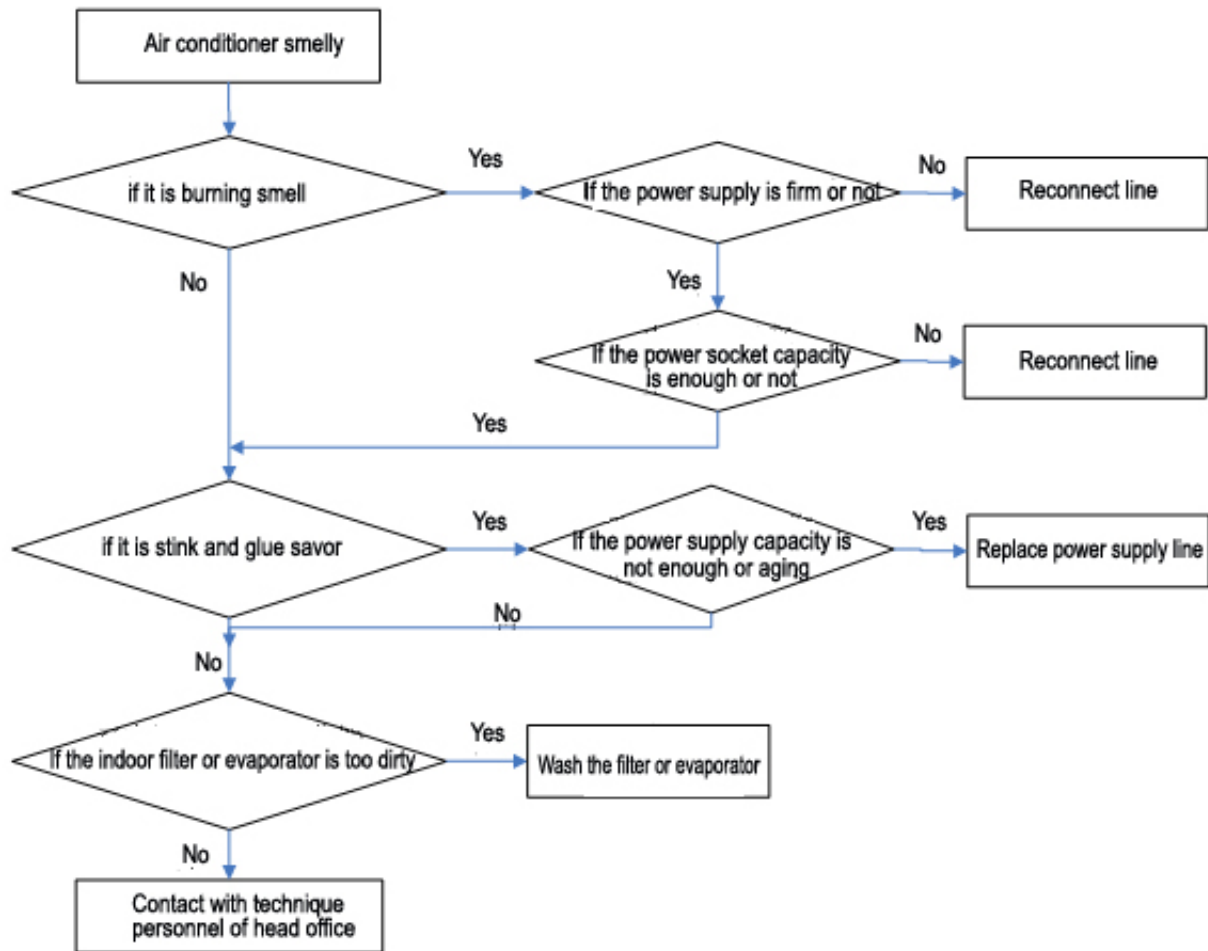 Air conditioner smelly
if it is burning smell
Yes
If the power supply is firm or not
No
Reconnect line
No
Yes
If the power socket capacity
is enough or not
No
Reconnect line
Yes
if it is stink and glue savor
Yes
If the power supply capacity is
not enough or aging
Yes
Replace power supply line
No
No
If the indoor filter or evaporator is too dirty
Yes
Wash the filter or evaporator
No
Contact with technique
personnel of head office